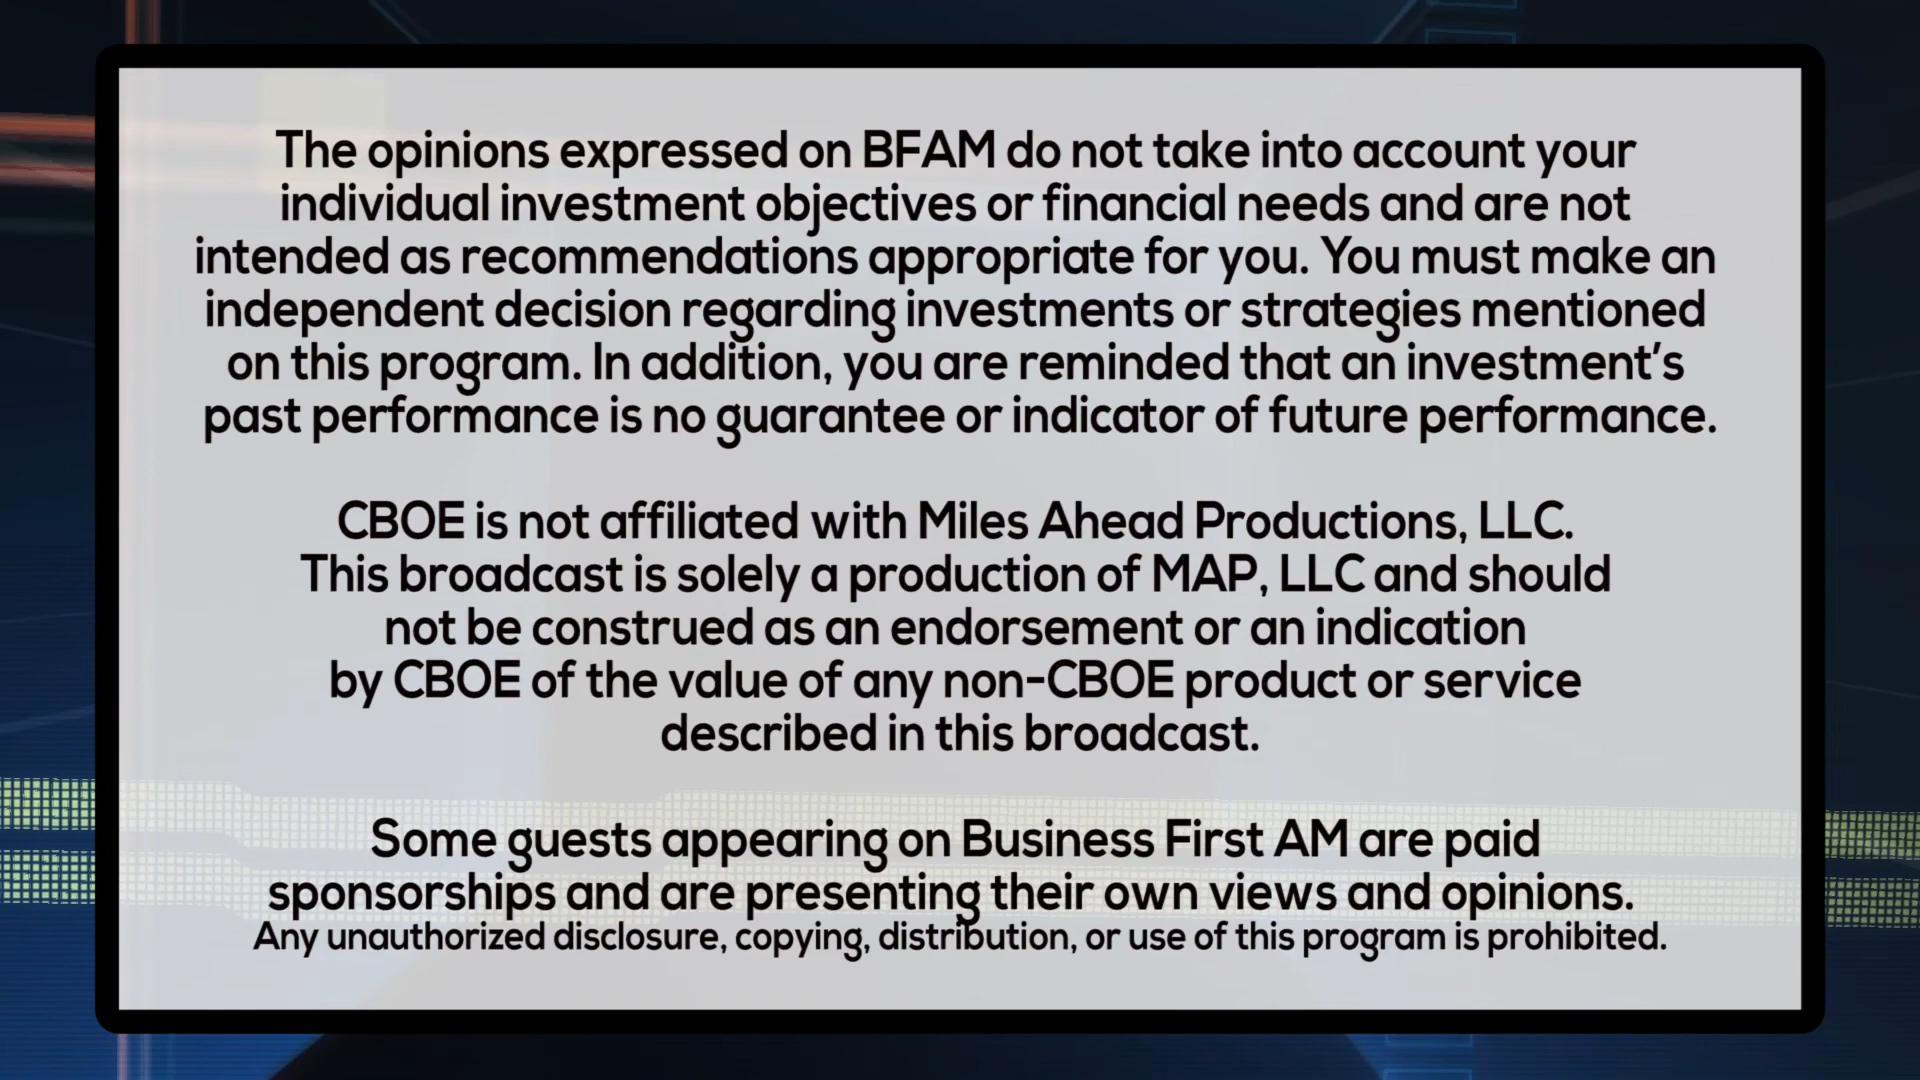 The opinions expressed on BFAM do not take into account your
individual investment objectives or financial needs and are not
intended as recommendations appropriate for you. You must make an
independent decision regarding investments or strategies mentioned
on this program. In addition, you are reminded that an investment's
past performance is no guarantee or indicator of future performance.
CBOE is not affiliated with Miles Ahead Productions, LLC.
This broadcast is solely a production of MAP, LLC and should
not be construed as an endorsement or an indication
by CBOE of the value of any non-CBOE product or service
described in this broadcast.
Some guests appearing on Business First AM are paid
sponsorships and are presenting their own views and opinions.
Any unauthorized disclosure, copying, distribution, or use of this program is prohibited.